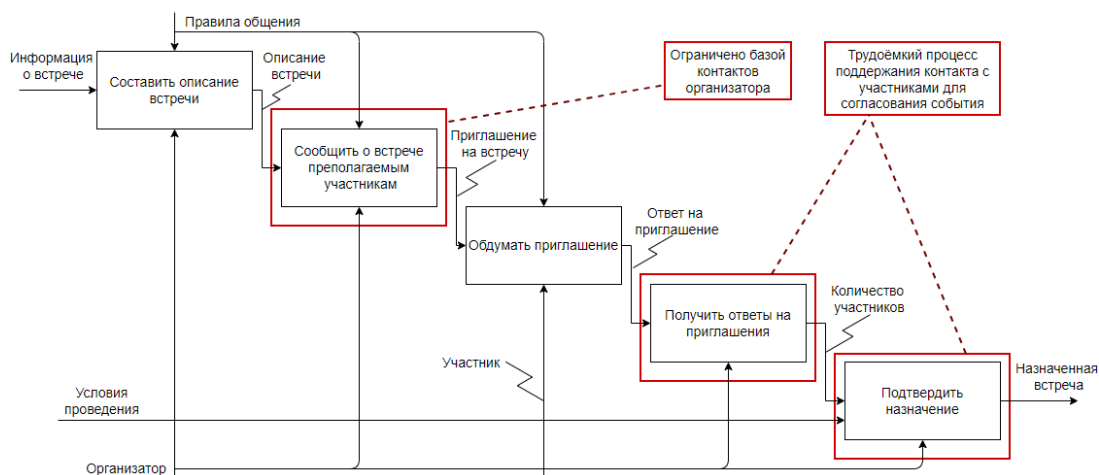 Правила общения
Информация
о встрече
Составить описание
встречи
Описание
встречи
Ограничено базой
контактов
организатора
Трудоёмкий процесс
поддержания контакта с
участниками для
согласования события
Сообщить о встрече
преполагаемым
участникам
Приглашение
на встречу
Обдумать приглашение
Ответ на
приглашение
Получить ответы на
приглашения
Количество
участников
Участник
Условия
проведения
Подтвердить
назначение
Назначенная
встреча
Организатор